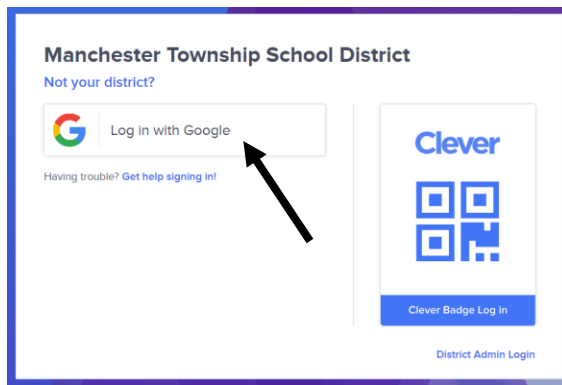 Manchester Township School District
Not your district?
Log in with Google
Having trouble? Get help signing in!
Clever
Clever Badge Log in
District Admin Login